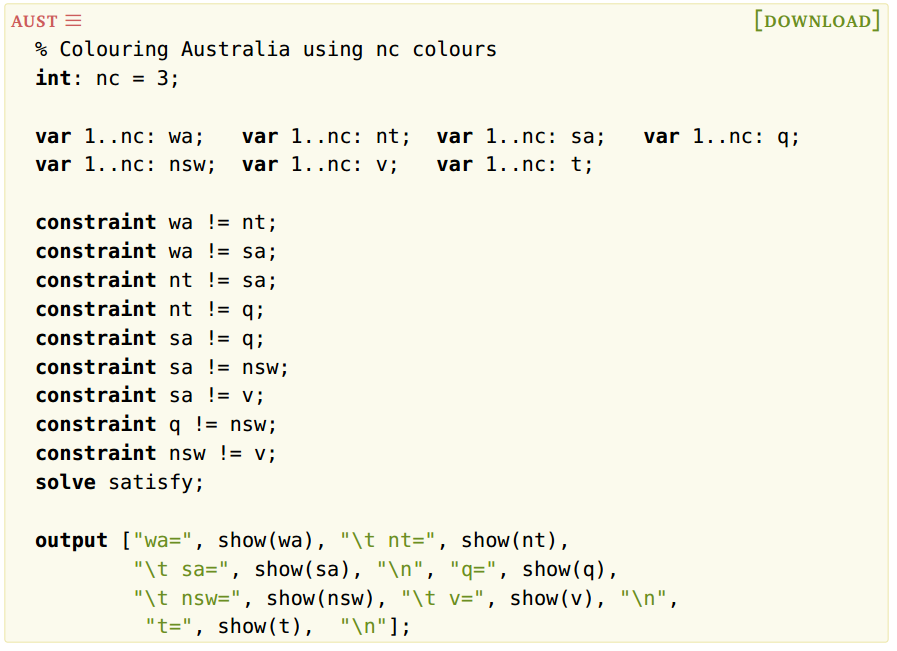 AUST ☰ [DOWNLOAD]
% Colouring Australia using nc colours
int: nc = 3;
var 1..nc: wa;   var 1..nc: nt;  var 1..nc: sa;   var 1..nc: q;
var 1..nc: nsw;  var 1..nc: v;   var 1..nc: t;
constraint wa != nt;
constraint wa != sa;
constraint nt != sa;
constraint nt != q;
constraint sa != q;
constraint sa != nsw;
constraint sa != v;
constraint q != nsw;
constraint nsw != v;
solve satisfy;
output ["wa=", show(wa), "\t nt=", show(nt),
        "\t sa=", show(sa), "\n", "q=", show(q),
        "\t nsw=", show(nsw), "\t v=", show(v), "\n",
         "t=", show(t),  "\n"];